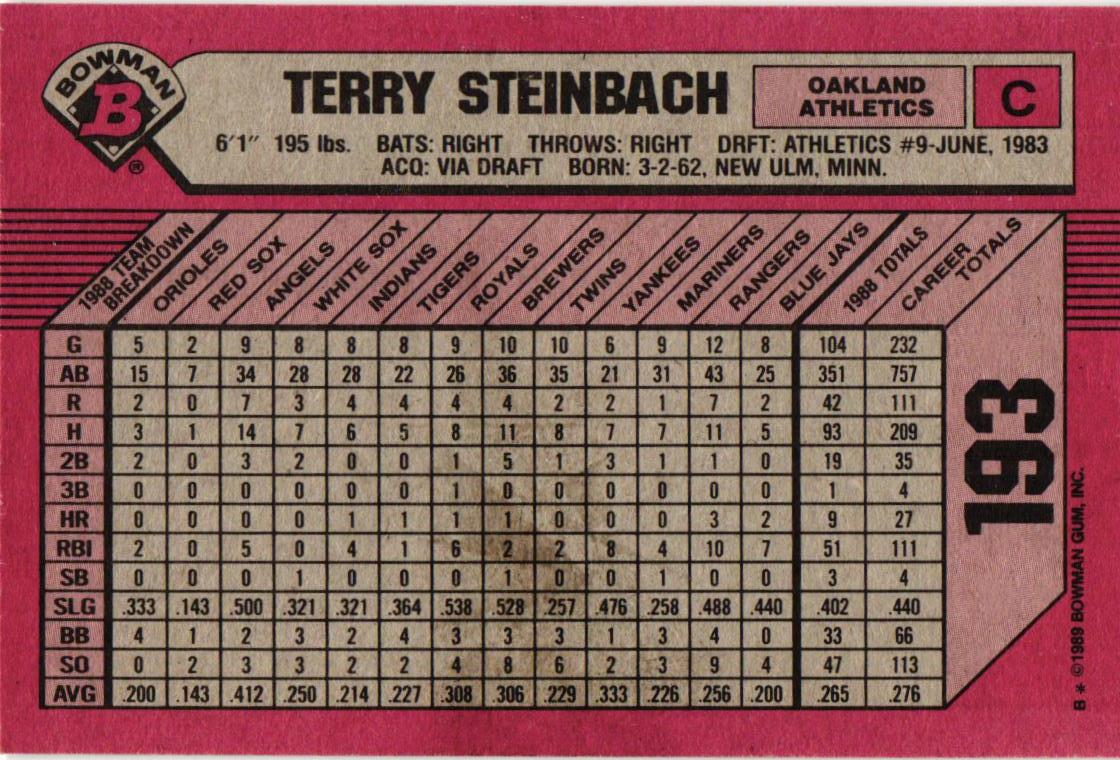 BOWMAN
B
®
TERRY STEINBACH
OAKLAND
ATHLETICS
C
6'1" 195 lbs. BATS: RIGHT THROWS: RIGHT DRFT: ATHLETICS #9-JUNE, 1983
ACQ: VIA DRAFT BORN: 3-2-62, NEW ULM, MINN.
1988 TEAM
BREAKDOWN
ORIOLES
RED SOX
ANGELS
WHITE SOX
INDIANS
TIGERS
ROYALS
BREWERS
TWINS
YANKEES
MARINERS
RANGERS
BLUE JAYS
1988 TOTALS
CAREER
TOTALS
G 5 2 9 8 8 8 9 10 10 6 9 12 8 104 232
AB 15 7 34 28 28 22 26 36 35 21 31 43 25 351 757
R 2 0 7 3 4 4 4 4 2 2 1 7 2 42 111
H 3 1 14 7 6 5 8 11 8 7 7 11 5 93 209
2B 2 0 3 2 0 0 1 5 1 3 1 1 0 19 35
3B 0 0 0 0 0 0 1 0 0 0 0 0 0 1 4
HR 0 0 0 0 1 1 1 1 0 0 0 3 2 9 27
RBI 2 0 5 0 4 1 6 2 2 8 4 10 7 51 111
SB 0 0 0 1 0 0 0 1 0 0 1 0 0 3 4
SLG .333 .143 .500 .321 .321 .364 .538 .528 .257 .476 .258 .488 .440 .402 .440
BB 4 1 2 3 2 4 3 3 3 1 3 4 0 33 66
SO 0 2 3 3 2 2 4 8 6 2 3 9 4 47 113
AVG .200 .143 .412 .250 .214 .227 .308 .306 .229 .333 .226 .256 .200 .265 .276
193
B * ©1989 BOWMAN GUM, INC.